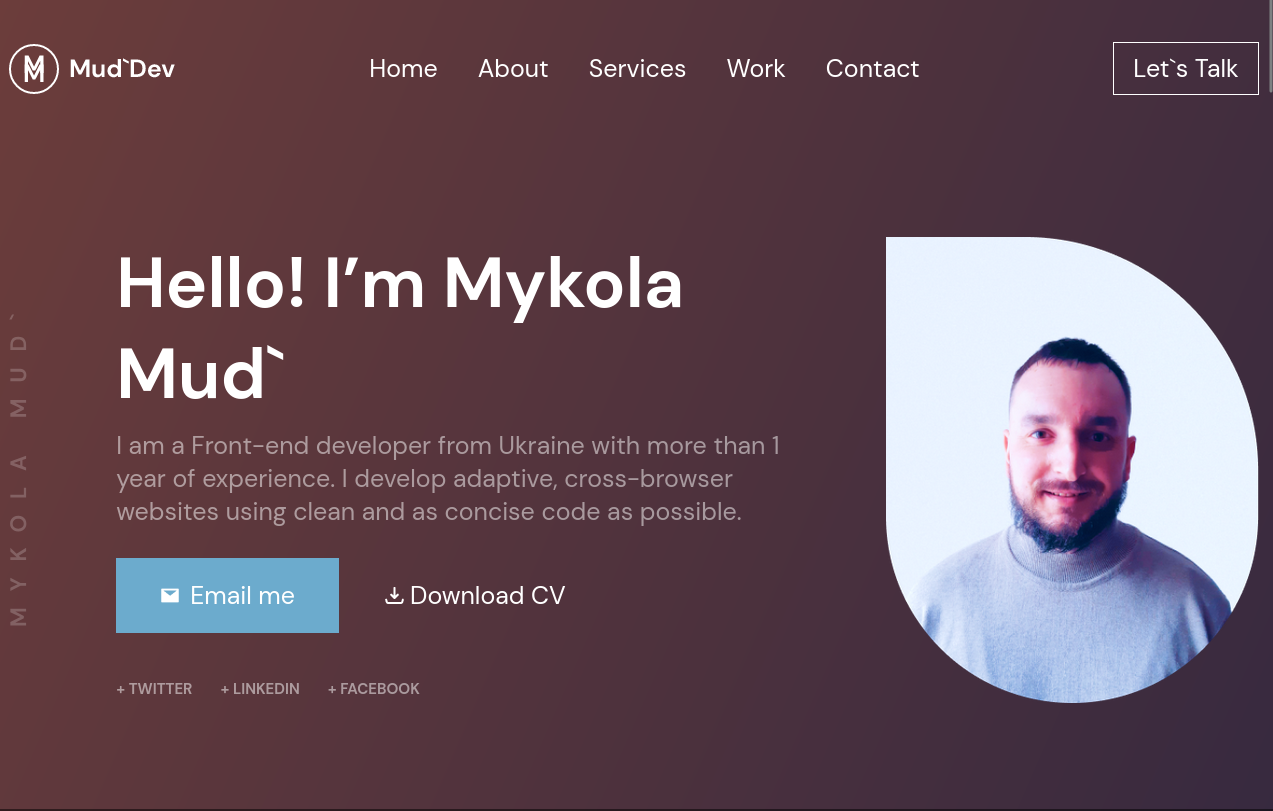 Mud`Dev
Home About Services Work Contact
Let`s Talk
MYKOLA MUD`
Hello! I’m Mykola
Mud`
I am a Front-end developer from Ukraine with more than 1
year of experience. I develop adaptive, cross-browser
websites using clean and as concise code as possible.
Email me
Download CV
+ TWITTER + LINKEDIN + FACEBOOK